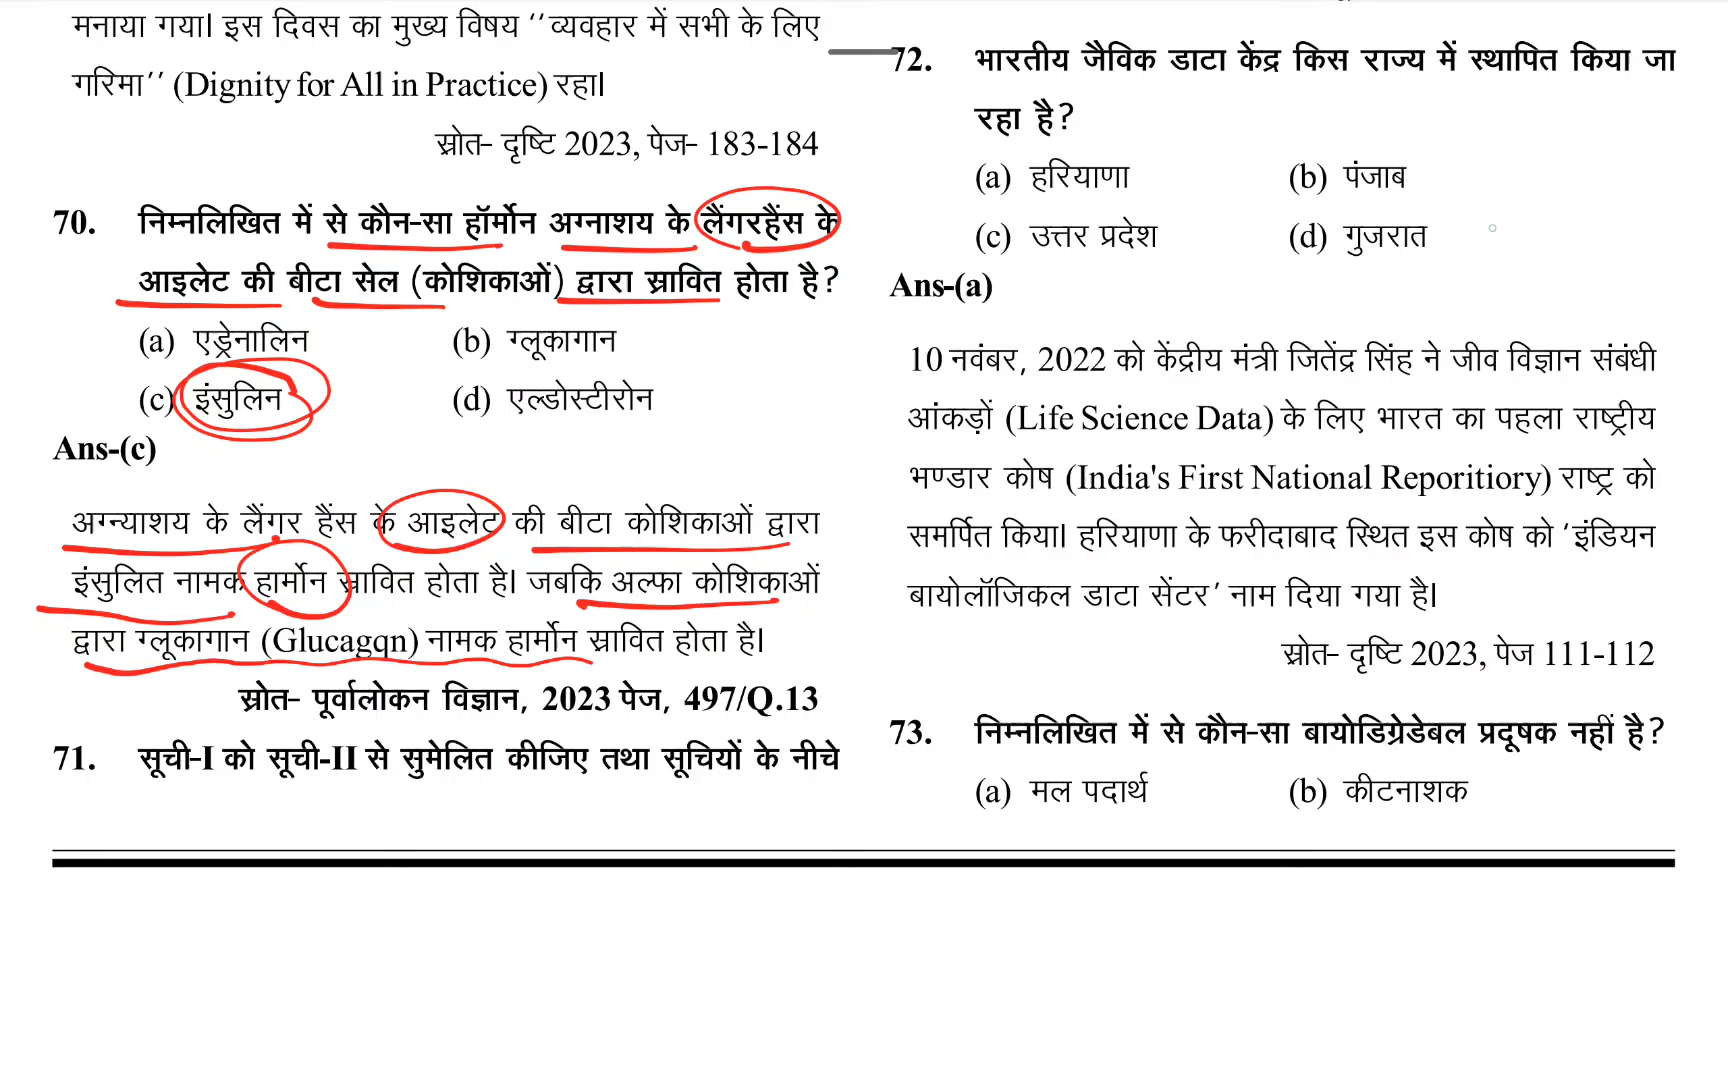 मनाया गया। इस दिवस का मुख्य विषय ‘‘व्यवहार में सभी के लिए
गरिमा’’ (Dignity for All in Practice) रहा।
स्रोत- दृष्टि 2023, पेज- 183-184
70. निम्नलिखित में से कौन-सा हॉर्मोन अग्नाशय के लैंगरहैंस के
आइलेट की बीटा सेल (कोशिकाओं) द्वारा स्रावित होता है?
(a) एड्रेनालिन (b) ग्लूकागान
(c) इंसुलिन (d) एल्डोस्टीरोन
Ans-(c)
अग्न्याशय के लैंगर हैंस के आइलेट की बीटा कोशिकाओं द्वारा
इंसुलित नामक हार्मोन स्रावित होता है। जबकि अल्फा कोशिकाओं
द्वारा ग्लूकागान (Glucagqn) नामक हार्मोन स्रावित होता है।
स्रोत- पूर्वालोकन विज्ञान, 2023 पेज, 497/Q.13
71. सूची-I को सूची-II से सुमेलित कीजिए तथा सूचियों के नीचे
72. भारतीय जैविक डाटा केंद्र किस राज्य में स्थापित किया जा
रहा है?
(a) हरियाणा (b) पंजाब
(c) उत्तर प्रदेश (d) गुजरात
Ans-(a)
10 नवंबर, 2022 को केंद्रीय मंत्री जितेंद्र सिंह ने जीव विज्ञान संबंधी
आंकड़ों (Life Science Data) के लिए भारत का पहला राष्ट्रीय
भण्डार कोष (India's First National Reporitiory) राष्ट्र को
समर्पित किया। हरियाणा के फरीदाबाद स्थित इस कोष को ‘इंडियन
बायोलॉजिकल डाटा सेंटर’ नाम दिया गया है।
स्रोत- दृष्टि 2023, पेज 111-112
73. निम्नलिखित में से कौन-सा बायोडिग्रेडेबल प्रदूषक नहीं है?
(a) मल पदार्थ (b) कीटनाशक